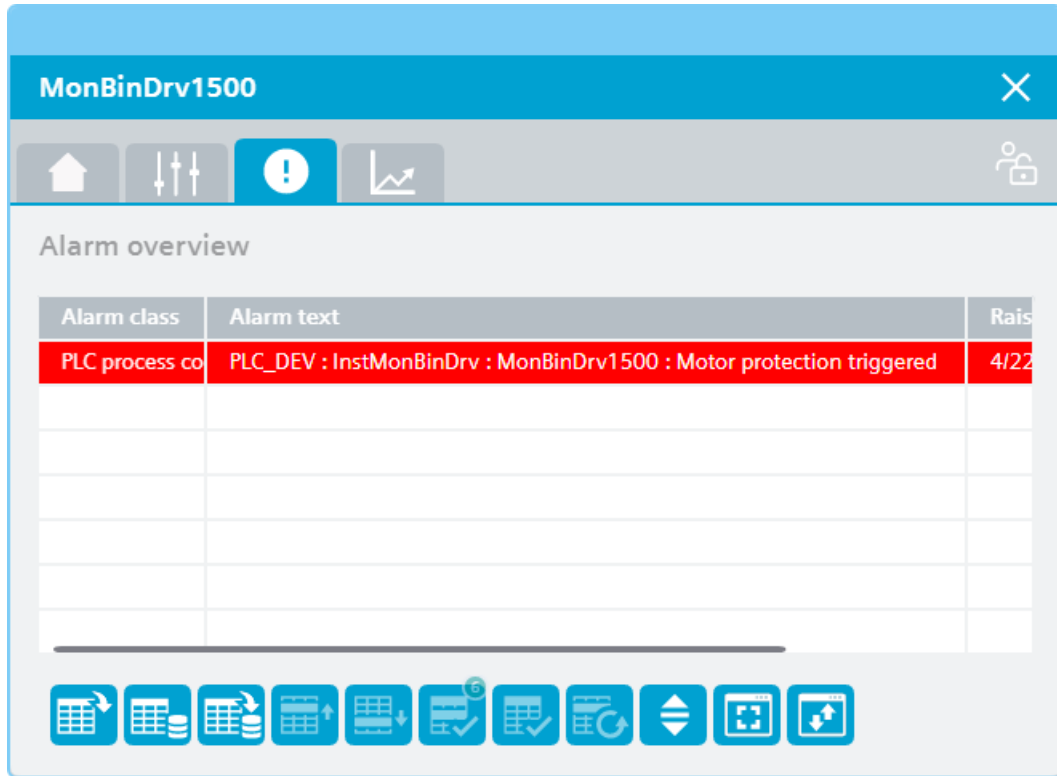 MonBinDrv1500
Alarm overview
Alarm class Alarm text Rais
PLC process co PLC_DEV : InstMonBinDrv : MonBinDrv1500 : Motor protection triggered 4/22
6